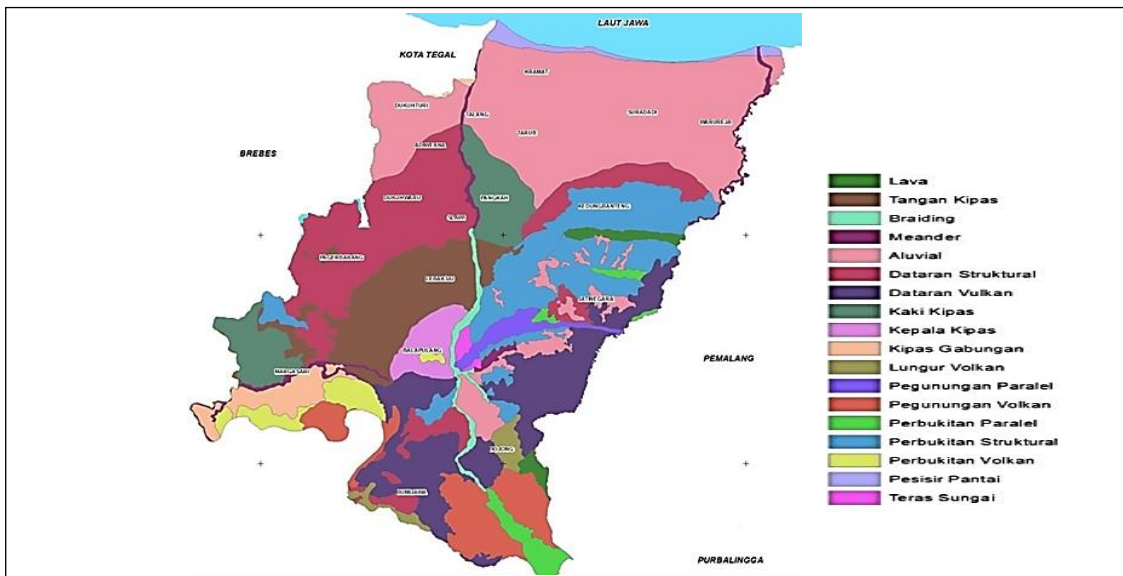 LAUT JAWA
KOTA TEGAL
KRAMAT
DUKUHTURI
TALANG
SURADADI
WARUREJA
TARUB
ADIWERNA
BREBES
PANGKAH
DUKUHWARU
KEDUNGBANTENG
SLAWI
PAGERBARANG
LEBAKSIU
JATINEGARA
BALAPULANG
PEMALANG
MARGASARI
BOJONG
BUMIJAWA
PURBALINGGA
Lava
Tangan Kipas
Braiding
Meander
Aluvial
Dataran Struktural
Dataran Vulkan
Kaki Kipas
Kepala Kipas
Kipas Gabungan
Lungur Volkan
Pegunungan Paralel
Pegunungan Volkan
Perbukitan Paralel
Perbukitan Struktural
Perbukitan Volkan
Pesisir Pantai
Teras Sungai